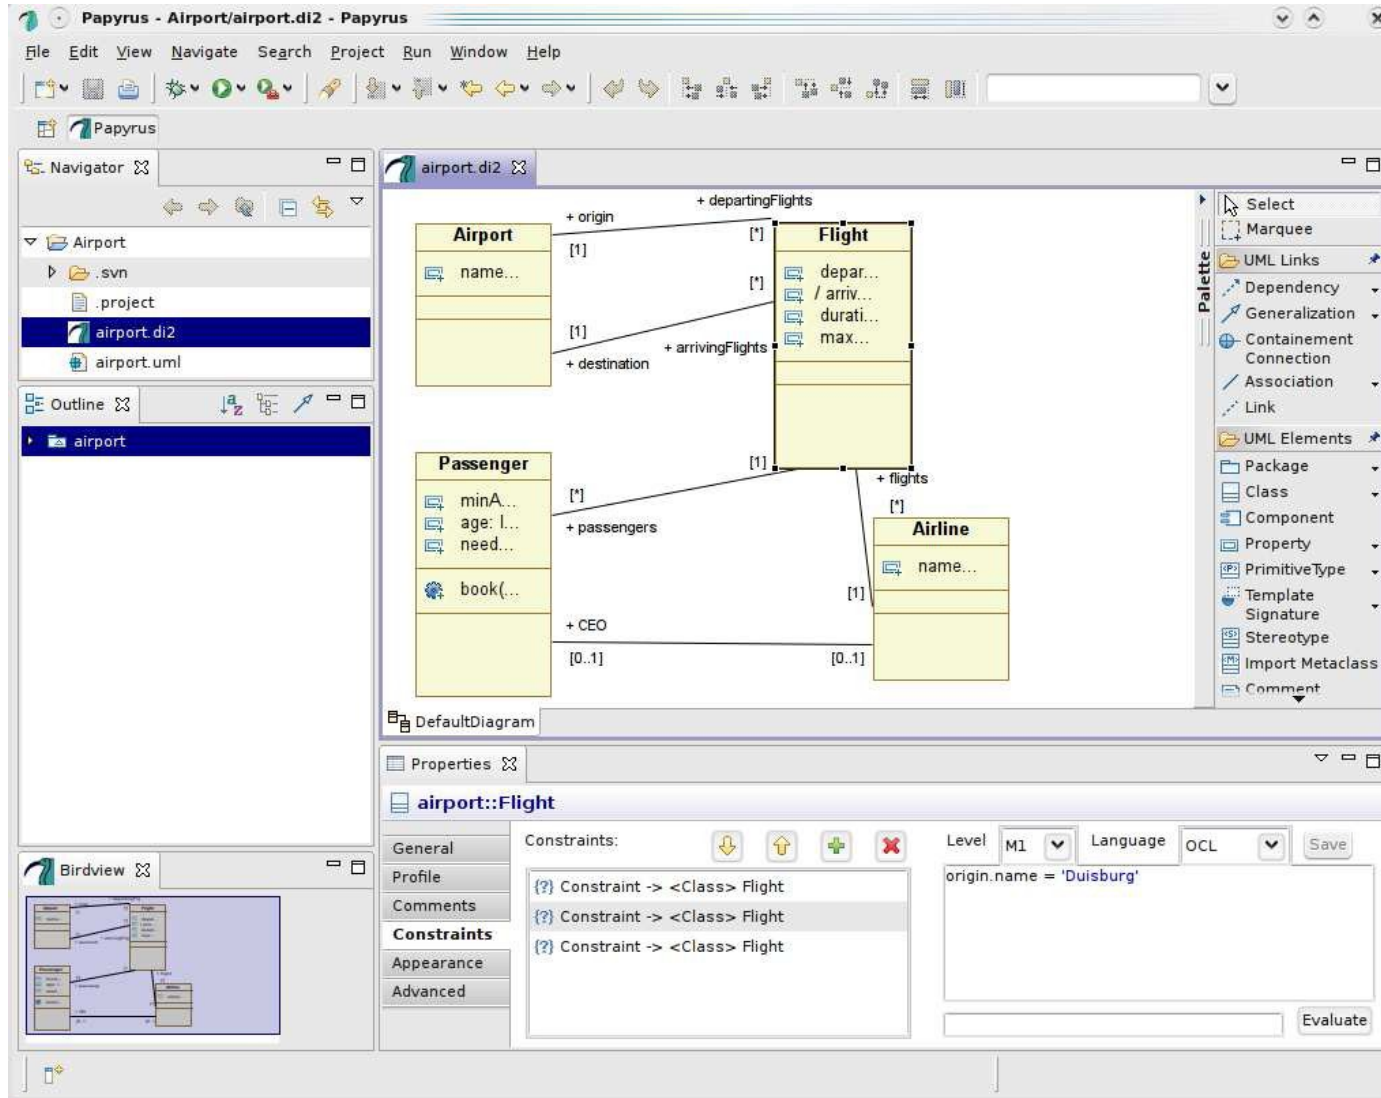 Papyrus - Airport/airport.di2 - Papyrus
File Edit View Navigate Search Project Run Window Help
Papyrus
Navigator
Airport
.svn
.project
airport.di2
airport.uml
Outline
airport
Birdview
airport.di2
+ departingFlights
+ origin
Airport
[*]
Flight
[1]
name...
depar...
[*]
/ arriv...
durati...
[1]
max...
+ arrivingFlights
+ destination
Passenger
[1]
+ flights
minA...
[*]
[*]
age: I...
+ passengers
Airline
need...
name...
book(...
[1]
+ CEO
[0..1]
[0..1]
DefaultDiagram
Palette
Select
Marquee
UML Links
Dependency
Generalization
Containement
Connection
Association
Link
UML Elements
Package
Class
Component
Property
PrimitiveType
Template
Signature
Stereotype
Import Metaclass
Comment
Properties
airport::Flight
General
Profile
Comments
Constraints
Appearance
Advanced
Constraints:
{?} Constraint -> <Class> Flight
{?} Constraint -> <Class> Flight
{?} Constraint -> <Class> Flight
Level M1 Language OCL Save
origin.name = 'Duisburg'
Evaluate